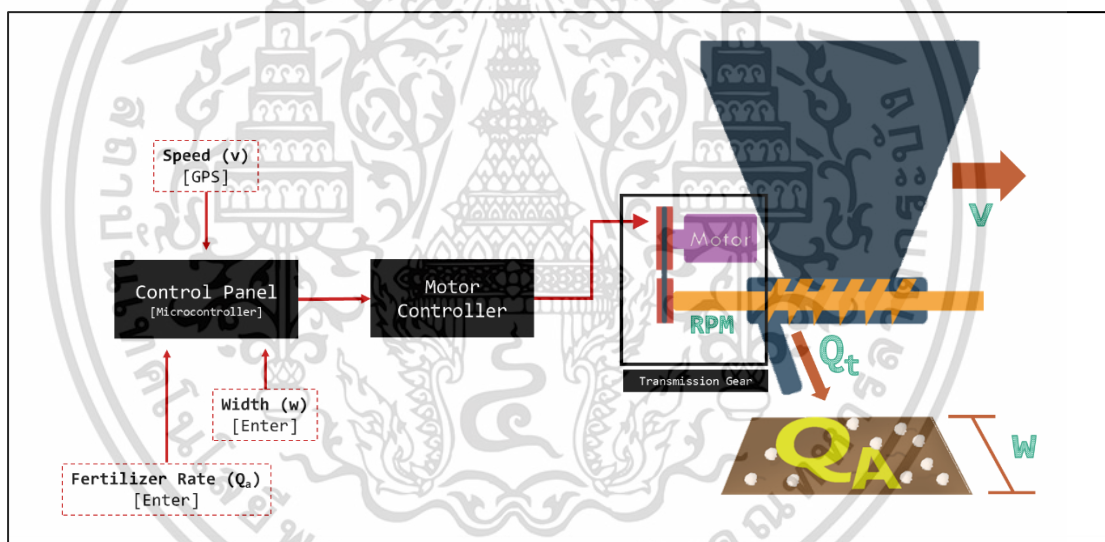 Speed (v)
[GPS]
Control Panel
[Microcontroller]
Motor
Controller
Width (w)
[Enter]
Fertilizer Rate (Qa)
[Enter]
Motor
RPM
Transmission Gear
V
Qt
QA
W